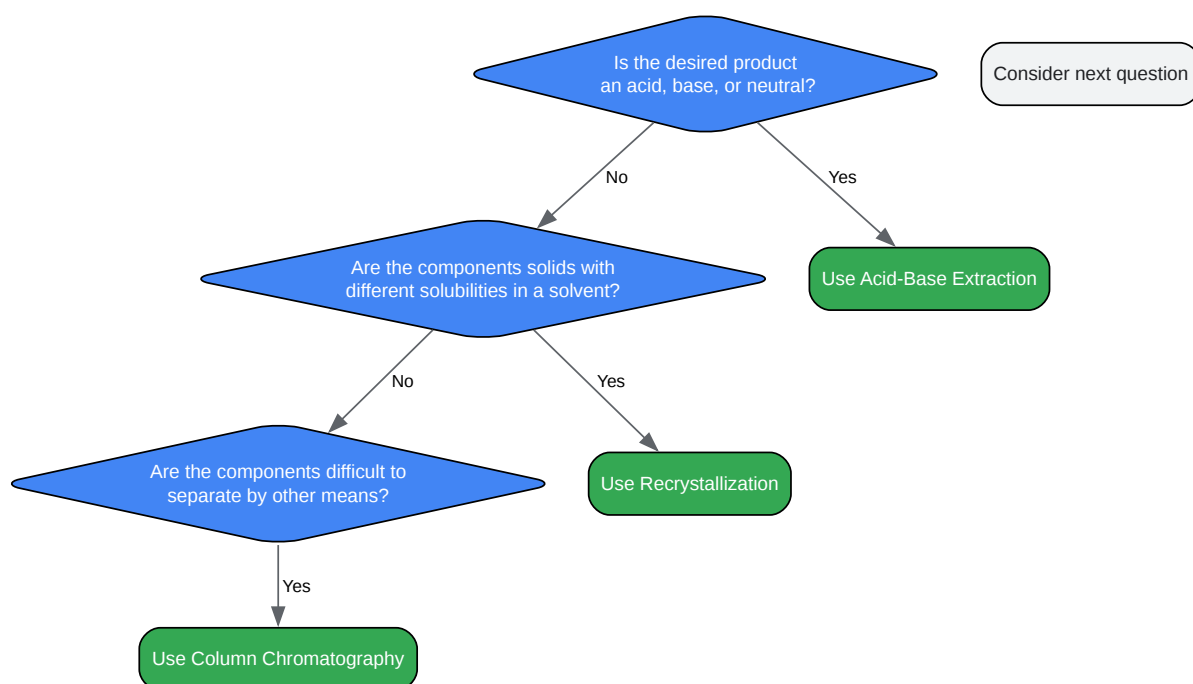 Is the desired product
an acid, base, or neutral?
Consider next question
No
Yes
Are the components solids with
different solubilities in a solvent?
Use Acid-Base Extraction
No
Yes
Are the components difficult to
separate by other means?
Use Recrystallization
Yes
Use Column Chromatography